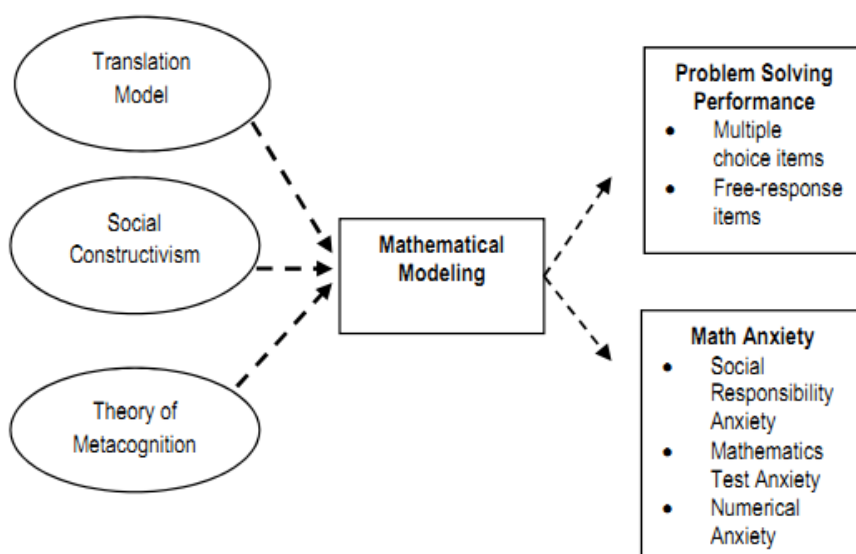 Translation
Model
Social
Constructivism
Theory of
Metacognition
Mathematical
Modeling
Problem Solving
Performance
• Multiple
choice items
• Free-response
items
Math Anxiety
• Social
Responsibility
Anxiety
• Mathematics
Test Anxiety
• Numerical
Anxiety